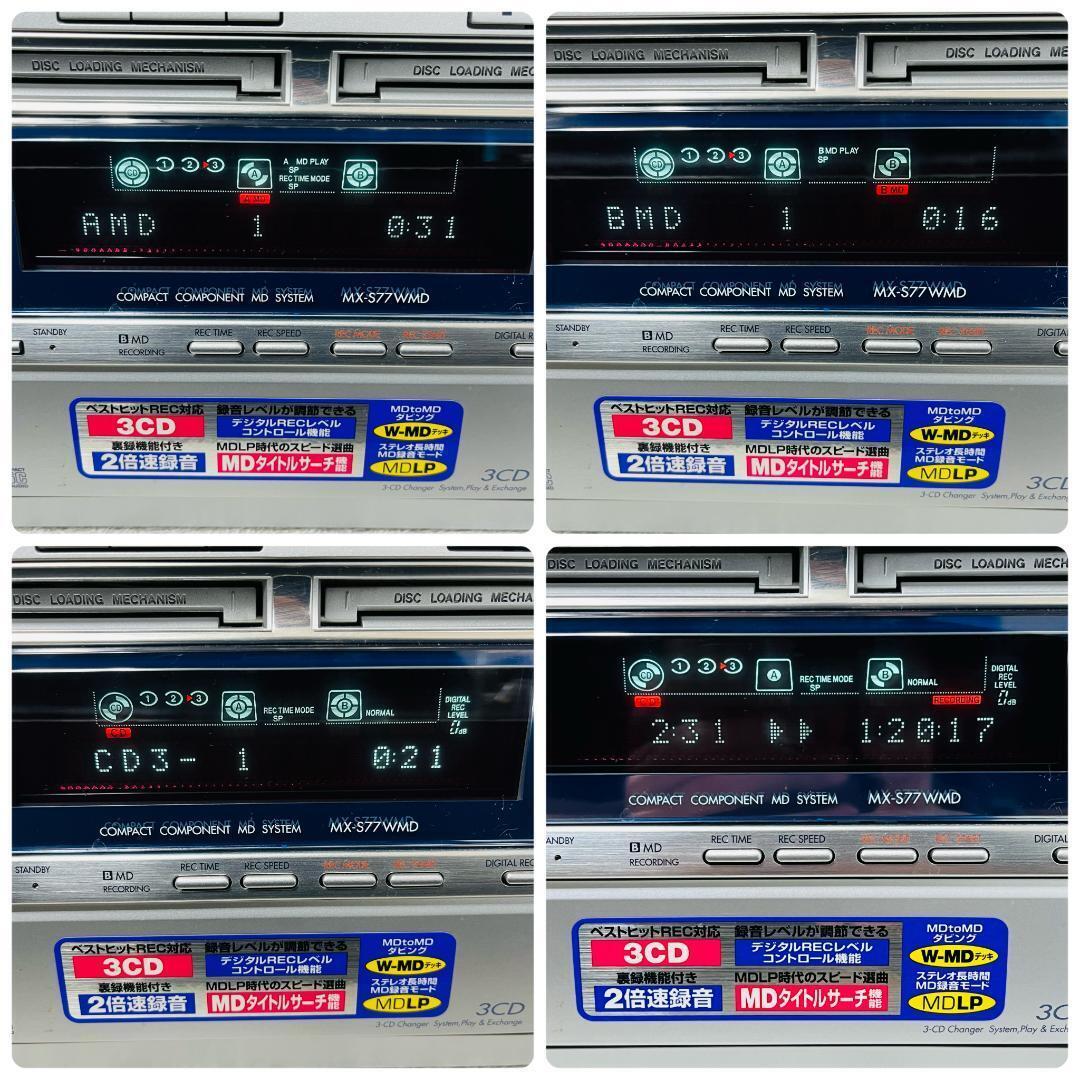 DISC LOADING MECHANISM
DISC LOADING MEC
CD 1 2 3 A A MD PLAY B
SP
REC TIME MODE
SP
A MD
AMD 1 0:31
COMPACT COMPONENT MD SYSTEM MX-S77WMD
STANDBY B MD RECORDING REC TIME REC SPEED REC MODE REC START DIGITAL R
ベストヒットREC対応 録音レベルが調節できる MDtoMD
3CD デジタルRECレベル ダビング
コントロール機能 W-MDデッキ
裏録機能付き MDLP時代のスピード選曲 ステレオ長時間
2倍速録音 MDタイトルサーチ機能 MD録音モード
MDLP
3CD
3-CD Changer System,Play & Exchange
DISC LOADING MECHANISM
DISC LOADING MECH
CD 1 2 3 A B MD PLAY B
SP
B MD
BMD 1 0:16
COMPACT COMPONENT MD SYSTEM MX-S77WMD
STANDBY B MD RECORDING REC TIME REC SPEED REC MODE REC START DIGITA
ベストヒットREC対応 録音レベルが調節できる MDtoMD
3CD デジタルRECレベル ダビング
コントロール機能 W-MDデッキ
裏録機能付き MDLP時代のスピード選曲 ステレオ長時間
2倍速録音 MDタイトルサーチ機能 MD録音モード
MDLP
3CD
3-CD Changer System,Play & Exchang
DISC LOADING MECHANISM
DISC LOADING MECHA
CD 1 2 3 A REC TIME MODE B NORMAL DIGITAL
SP REC
LEVEL
dB
CD
CD3- 1 0:21
COMPACT COMPONENT MD SYSTEM MX-S77WMD
STANDBY B MD RECORDING REC TIME REC SPEED REC MODE REC START DIGITAL REC
ベストヒットREC対応 録音レベルが調節できる MDtoMD
3CD デジタルRECレベル ダビング
コントロール機能 W-MDデッキ
裏録機能付き MDLP時代のスピード選曲 ステレオ長時間
2倍速録音 MDタイトルサーチ機能 MD録音モード
MDLP
3CD
3-CD Changer System,Play & Exchange
DISC LOADING MECHANISM
DISC LOADING MECH
CD 1 2 3 A REC TIME MODE B NORMAL DIGITAL
SP REC
LEVEL
dB
CD RECORDING
2:31 1:20:17
COMPACT COMPONENT MD SYSTEM MX-S77WMD
ANDBY B MD RECORDING REC TIME REC SPEED REC MODE REC START DIGITAL
ベストヒットREC対応 録音レベルが調節できる MDtoMD
3CD デジタルRECレベル ダビング
コントロール機能 W-MDデッキ
裏録機能付き MDLP時代のスピード選曲 ステレオ長時間
2倍速録音 MDタイトルサーチ機能 MD録音モード
MDLP
3C
3-CD Changer System,Play & Exch